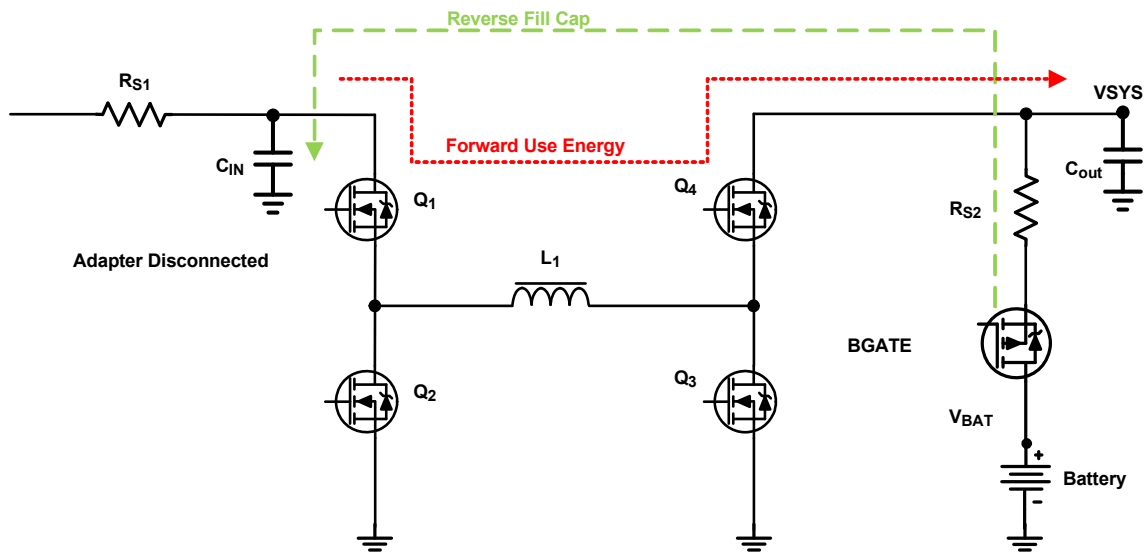 Reverse Fill Cap
RS1
VSYS
CIN
Forward Use Energy
Cout
Q1
Q4
RS2
Adapter Disconnected
L1
BGATE
Q2
Q3
VBAT
+
Battery
-